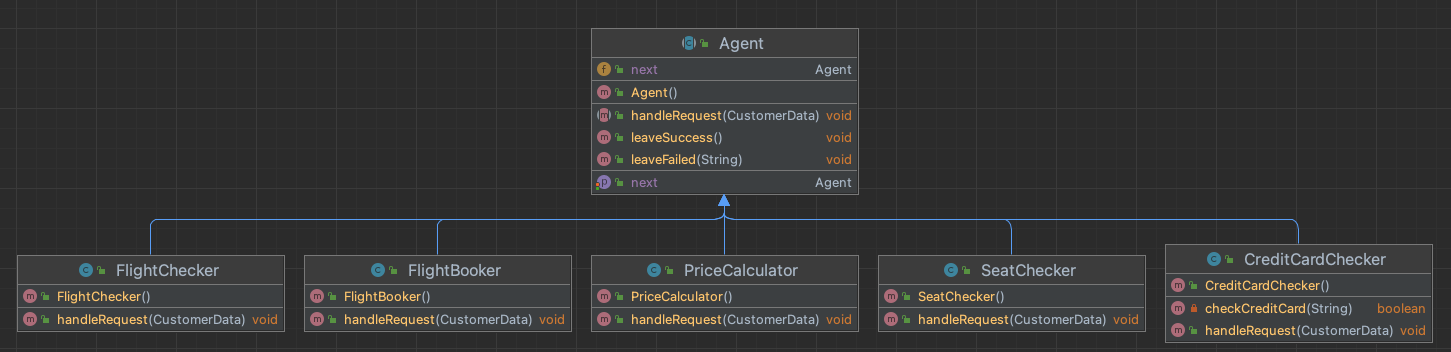 Agent
next Agent
Agent()
handleRequest(CustomerData) void
leaveSuccess() void
leaveFailed(String) void
next Agent
FlightChecker
FlightChecker()
handleRequest(CustomerData) void
FlightBooker
FlightBooker()
handleRequest(CustomerData) void
PriceCalculator
PriceCalculator()
handleRequest(CustomerData) void
SeatChecker
SeatChecker()
handleRequest(CustomerData) void
CreditCardChecker
CreditCardChecker()
checkCreditCard(String) boolean
handleRequest(CustomerData) void